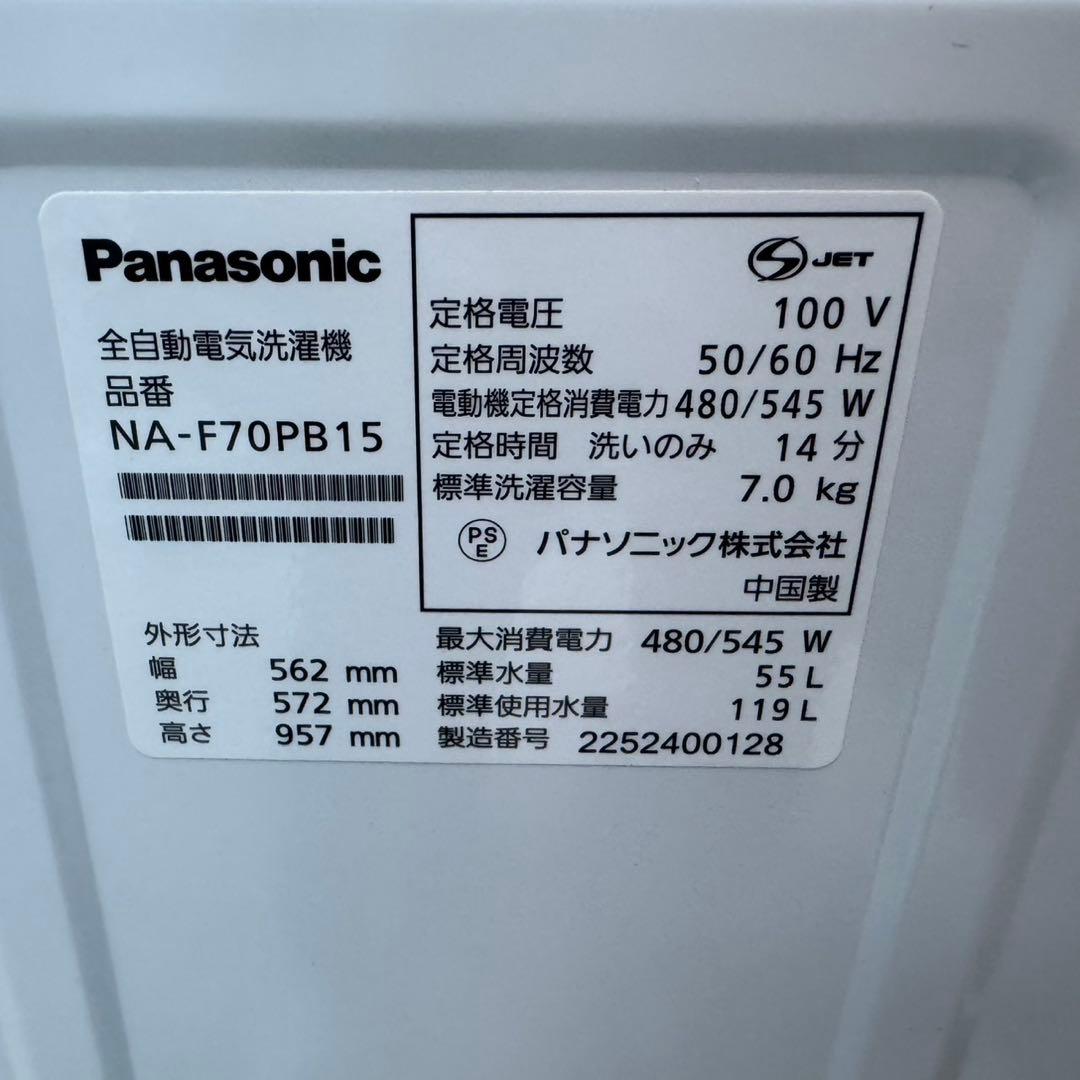 Panasonic
全自動電気洗濯機
品番
NA-F70PB15
JET
定格電圧 100 V
定格周波数 50/60 Hz
電動機定格消費電力 480/545 W
定格時間 洗いのみ 14 分
標準洗濯容量 7.0 kg
PS E パナソニック株式会社
中国製
外形寸法
幅 562 mm
奥行 572 mm
高さ 957 mm
最大消費電力 480/545 W
標準水量 55 L
標準使用水量 119 L
製造番号 2252400128